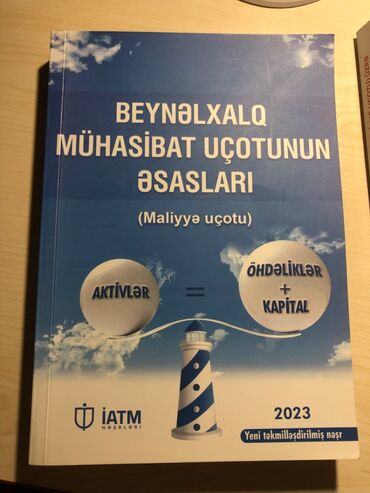 BEYNƏLXALQ
MÜHASİBAT UÇOTUNUN
ƏSASLARI
(Maliyyə uçotu)
AKTİVLƏR
=
ÖHDƏLİKLƏR
+
KAPİTAL
İATM
NƏŞRLƏRİ
2023
Yeni təkmilləşdirilmiş nəşr